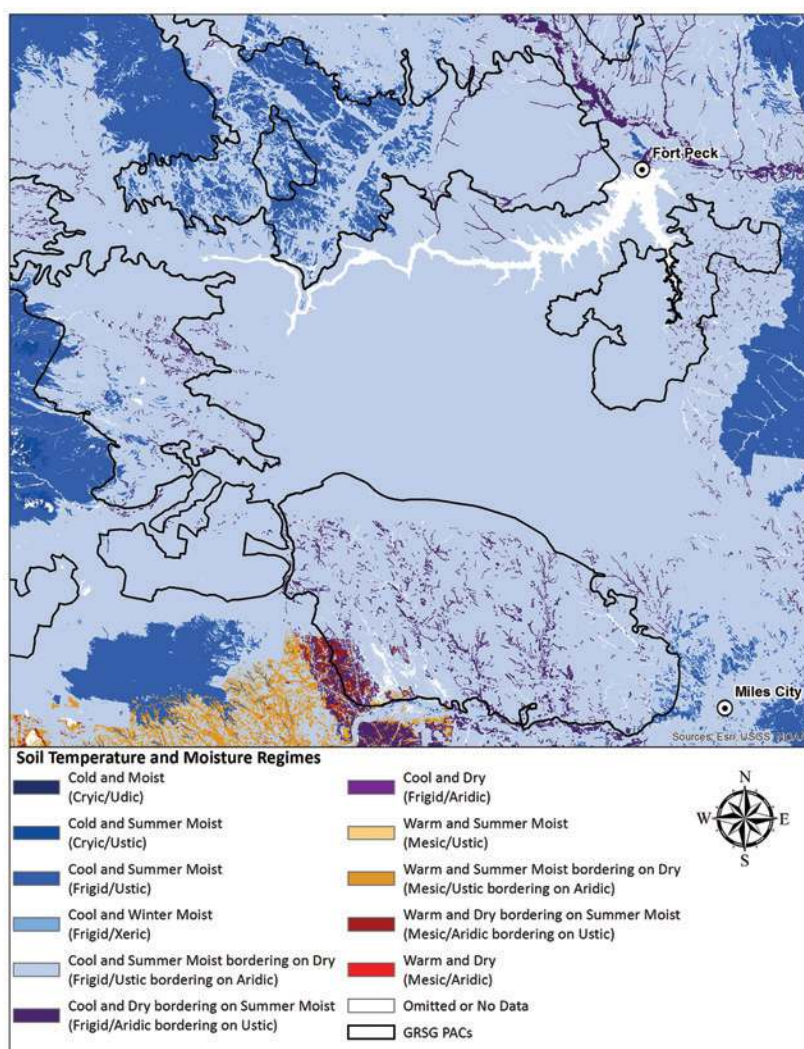 Fort Peck
Miles City
Sources: Esri, USGS,
Soil Temperature and Moisture Regimes
Cold and Moist
(Cryic/Udic)
Cold and Summer Moist
(Cryic/Ustic)
Cool and Summer Moist
(Frigid/Ustic)
Cool and Winter Moist
(Frigid/Xeric)
Cool and Summer Moist bordering on Dry
(Frigid/Ustic bordering on Aridic)
Cool and Dry bordering on Summer Moist
(Frigid/Aridic bordering on Ustic)
Cool and Dry
(Frigid/Aridic)
Warm and Summer Moist
(Mesic/Ustic)
Warm and Summer Moist bordering on Dry
(Mesic/Ustic bordering on Aridic)
Warm and Dry bordering on Summer Moist
(Mesic/Aridic bordering on Ustic)
Warm and Dry
(Mesic/Aridic)
Omitted or No Data
GRSG PACs
N
W E
S